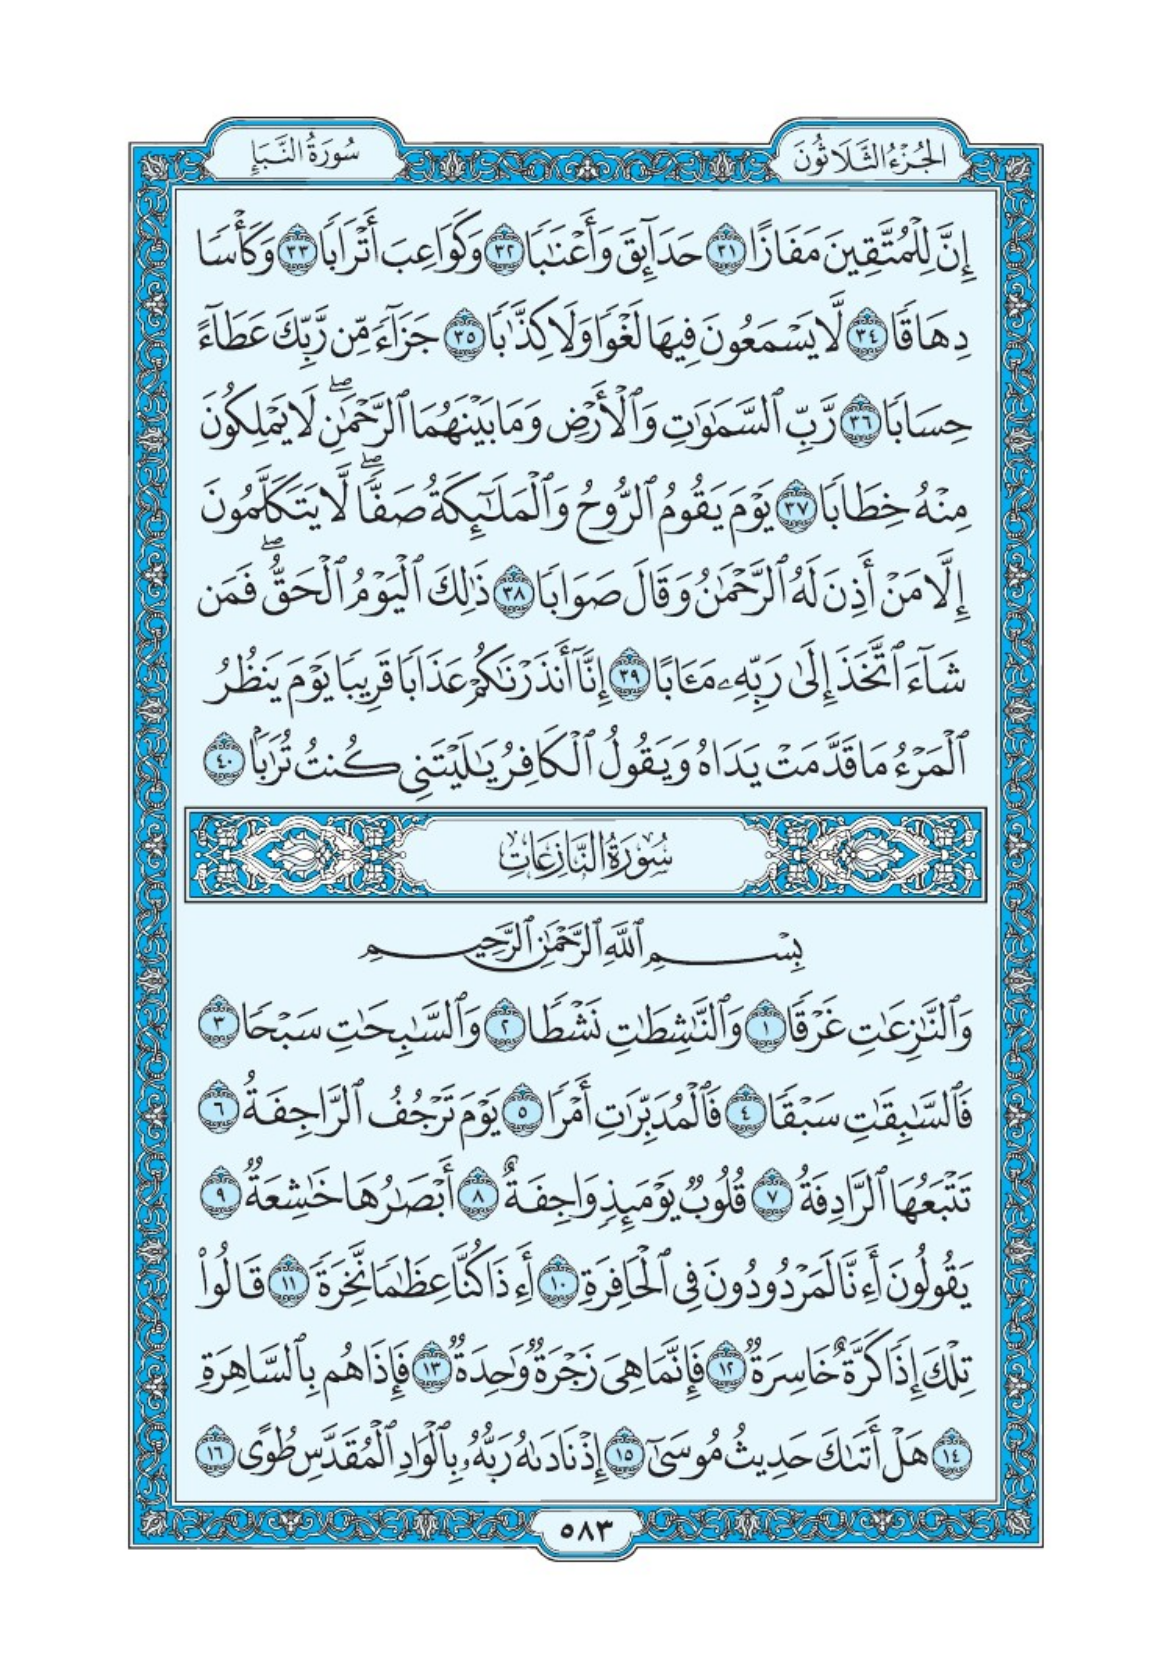 الجُزْءُ الثَّلَاثُونَ
سُورَةُ النَّبَإِ
إِنَّ لِلْمُتَّقِينَ مَفَازًا ٣١ حَدَآئِقَ وَأَعْنَٰبًا ٣٢ وَكَوَاعِبَ أَتْرَابًا ٣٣ وَكَأْسًا
دِهَاقًا ٣٤ لَّا يَسْمَعُونَ فِيهَا لَغْوًا وَلَا كِذَّٰبًا ٣٥ جَزَآءً مِّن رَّبِّكَ عَطَآءً
حِسَابًا ٣٦ رَّبِّ ٱلسَّمَٰوَٰتِ وَٱلْأَرْضِ وَمَا بَيْنَهُمَا ٱلرَّحْمَٰنِۖ لَا يَمْلِكُونَ
مِنْهُ خِطَابًا ٣٧ يَوْمَ يَقُومُ ٱلرُّوحُ وَٱلْمَلَٰٓئِكَةُ صَفًّاۖ لَّا يَتَكَلَّمُونَ
إِلَّا مَنْ أَذِنَ لَهُ ٱلرَّحْمَٰنُ وَقَالَ صَوَابًا ٣٨ ذَٰلِكَ ٱلْيَوْمُ ٱلْحَقُّۖ فَمَن
شَآءَ ٱتَّخَذَ إِلَىٰ رَبِّهِۦ مَـَٔابًا ٣٩ إِنَّآ أَنذَرْنَٰكُمْ عَذَابًا قَرِيبًا يَوْمَ يَنظُرُ
ٱلْمَرْءُ مَا قَدَّمَتْ يَدَاهُ وَيَقُولُ ٱلْكَافِرُ يَٰلَيْتَنِى كُنتُ تُرَٰبًۢا ٤٠
سُورَةُ النَّازِعَاتِ
بِسْمِ ٱللَّهِ ٱلرَّحْمَٰنِ ٱلرَّحِيمِ
وَٱلنَّٰزِعَٰتِ غَرْقًا ١ وَٱلنَّٰشِطَٰتِ نَشْطًا ٢ وَٱلسَّٰبِحَٰتِ سَبْحًا ٣
فَٱلسَّٰبِقَٰتِ سَبْقًا ٤ فَٱلْمُدَبِّرَٰتِ أَمْرًا ٥ يَوْمَ تَرْجُفُ ٱلرَّاجِفَةُ ٦
تَتْبَعُهَا ٱلرَّادِفَةُ ٧ قُلُوبٌ يَوْمَئِذٍ وَاجِفَةٌ ٨ أَبْصَٰرُهَا خَٰشِعَةٌ ٩
يَقُولُونَ أَءِنَّا لَمَرْدُودُونَ فِى ٱلْحَافِرَةِ ١٠ أَءِذَا كُنَّا عِظَٰمًا نَّخِرَةً ١١ قَالُوا۟
تِلْكَ إِذًا كَرَّةٌ خَاسِرَةٌ ١٢ فَإِنَّمَا هِىَ زَجْرَةٌ وَٰحِدَةٌ ١٣ فَإِذَا هُم بِٱلسَّاهِرَةِ
١٤ هَلْ أَتَىٰكَ حَدِيثُ مُوسَىٰٓ ١٥ إِذْ نَادَىٰهُ رَبُّهُۥ بِٱلْوَادِ ٱلْمُقَدَّسِ طُوًى ١٦
٥٨٣